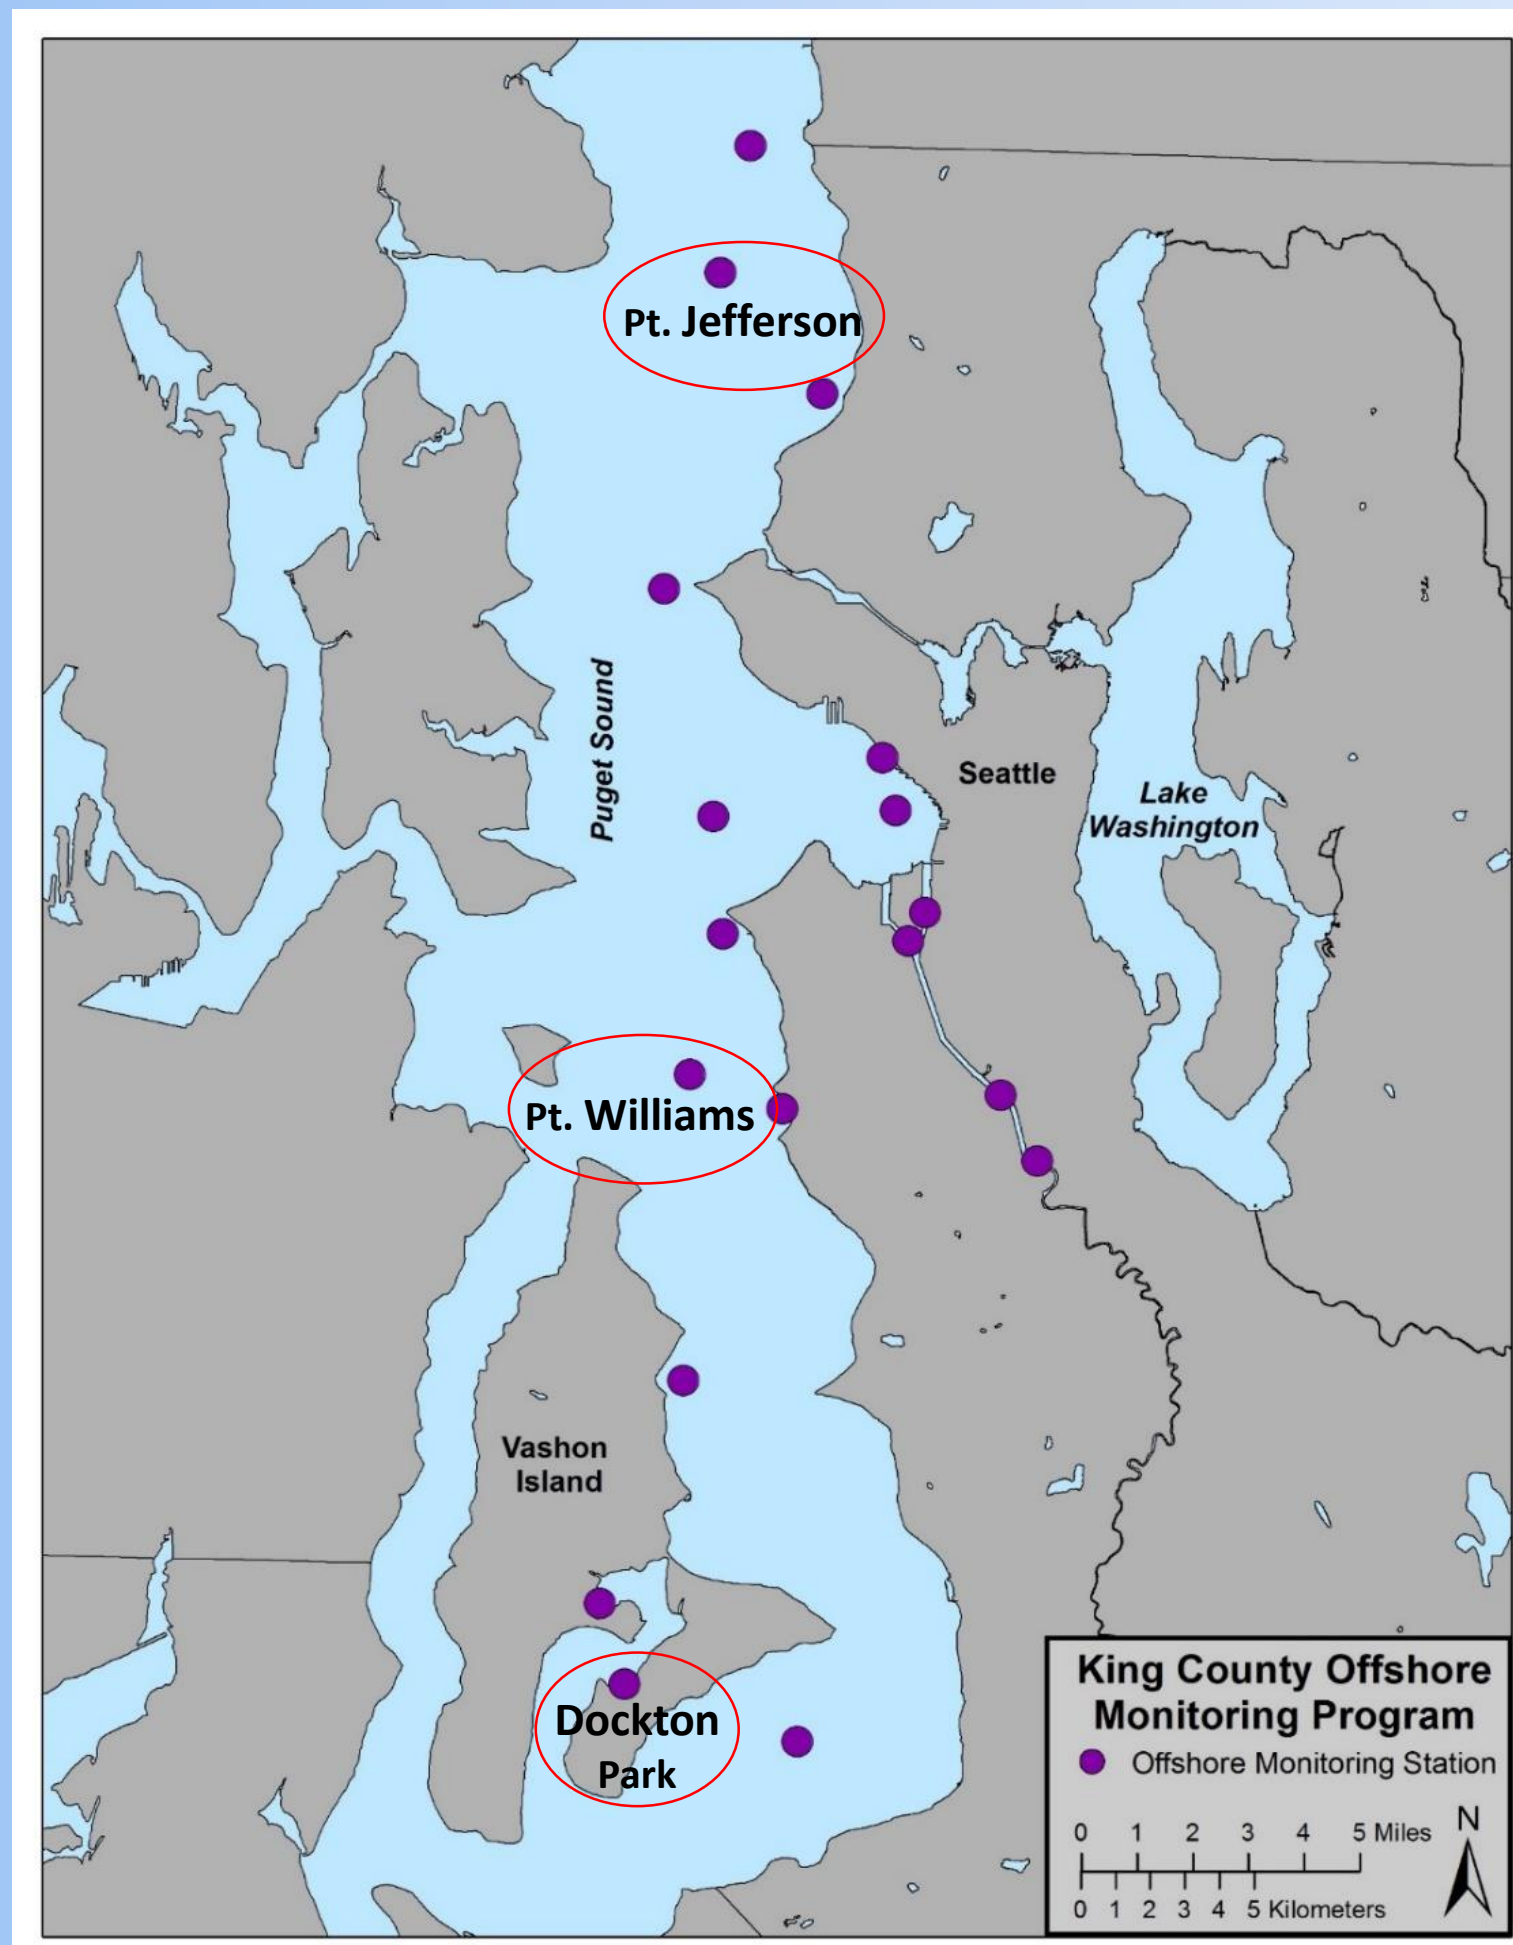 Pt. Jefferson
Puget Sound
Seattle
Lake
Washington
Pt. Williams
Vashon
Island
Dockton
Park
King County Offshore
Monitoring Program
Offshore Monitoring Station
0 1 2 3 4 5 Miles
0 1 2 3 4 5 Kilometers
N